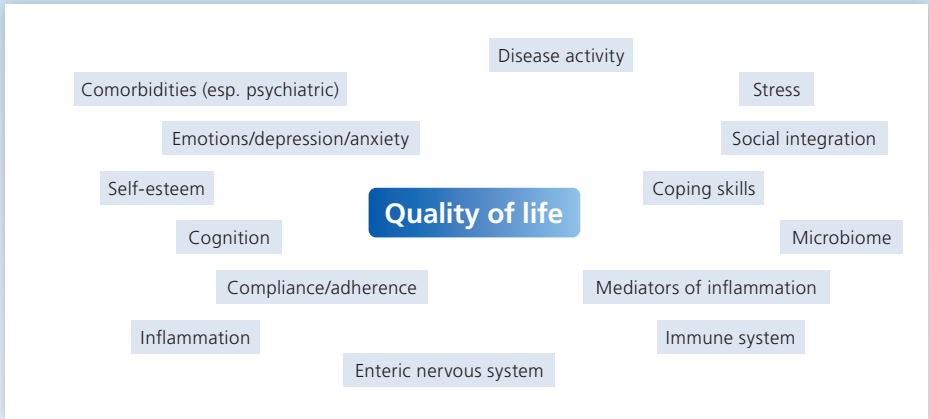 Disease activity
Comorbidities (esp. psychiatric)
Stress
Emotions/depression/anxiety
Social integration
Self-esteem
Coping skills
Quality of life
Cognition
Microbiome
Compliance/adherence
Mediators of inflammation
Inflammation
Immune system
Enteric nervous system